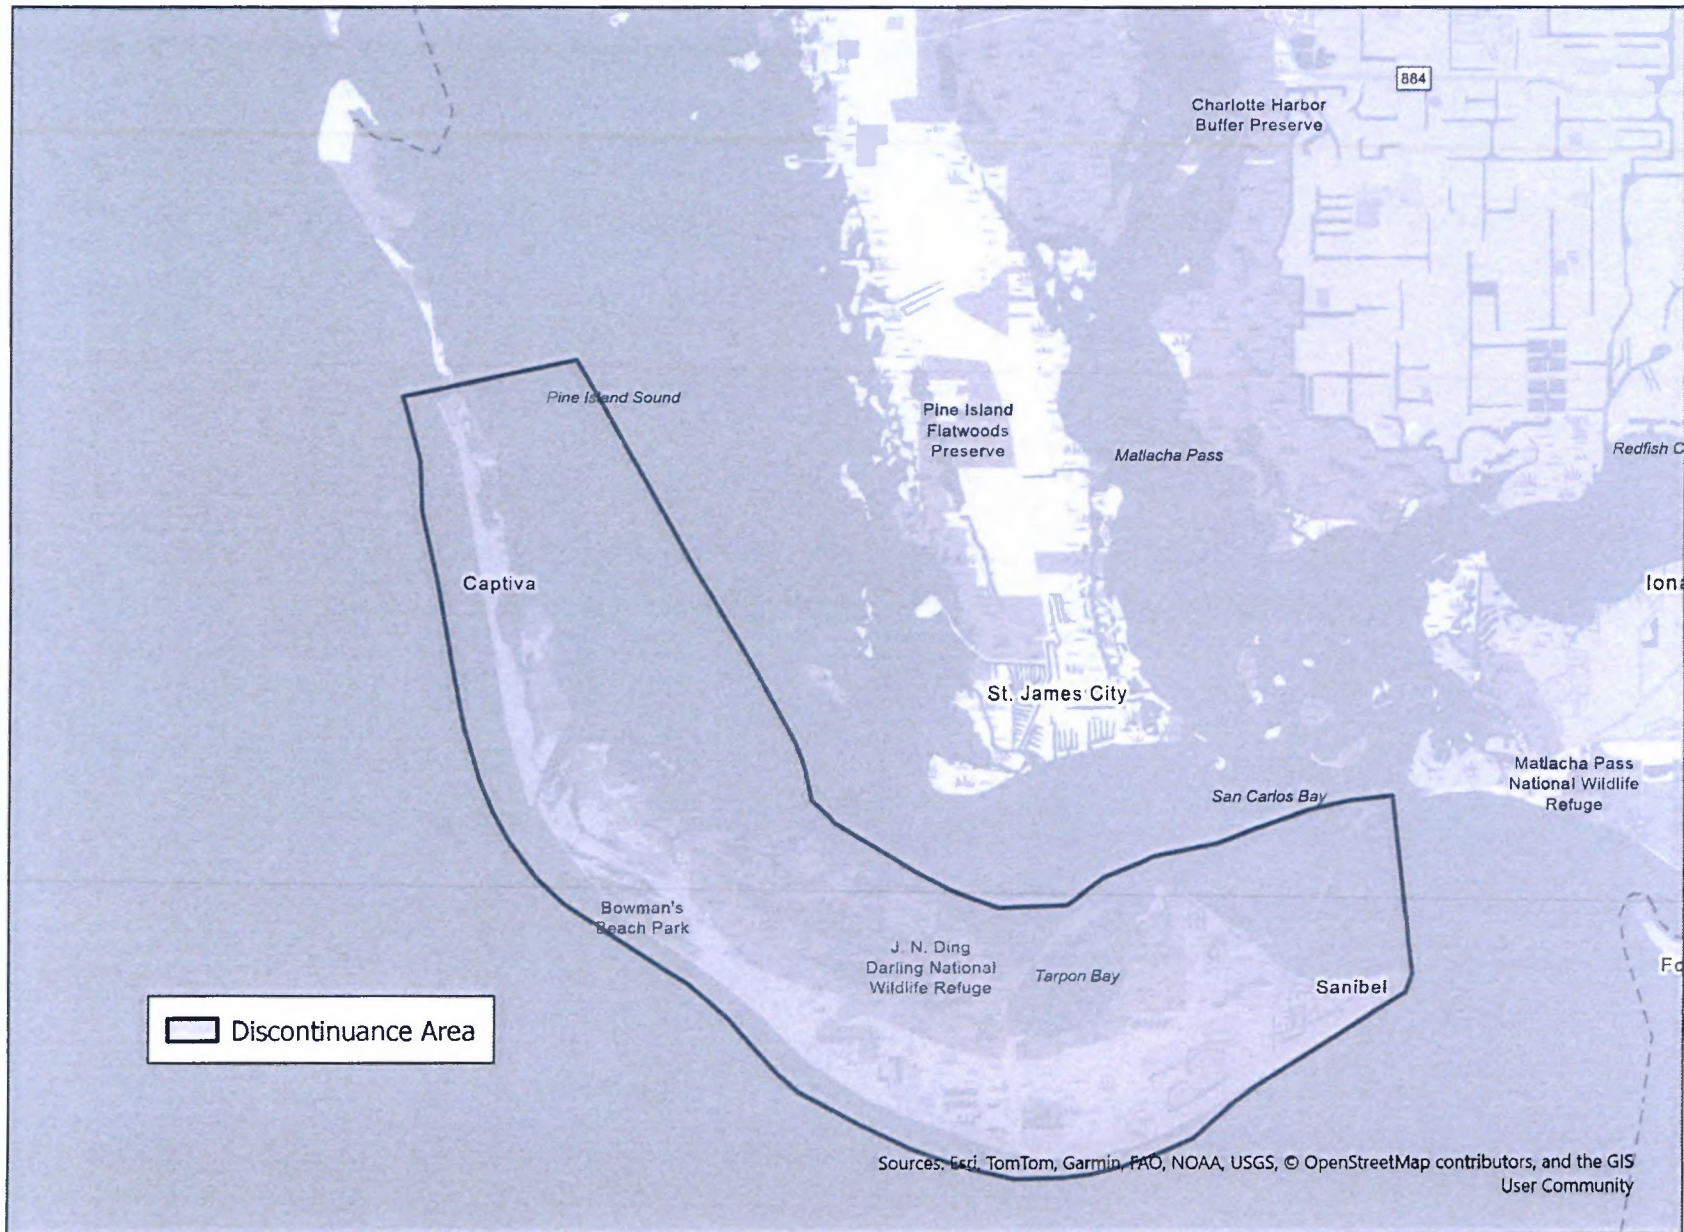 884
Charlotte Harbor
Buffer Preserve
Pine Island Sound
Pine Island
Flatwoods
Preserve
Matlacha Pass
Redfish C
Captiva
Iona
St. James City
Matlacha Pass
National Wildlife
Refuge
San Carlos Bay
Bowman's
Beach Park
J. N. Ding
Darling National
Wildlife Refuge
Tarpon Bay
Sanibel
Fo
Discontinuance Area
Sources: Esri, TomTom, Garmin, FAO, NOAA, USGS, © OpenStreetMap contributors, and the GIS
User Community